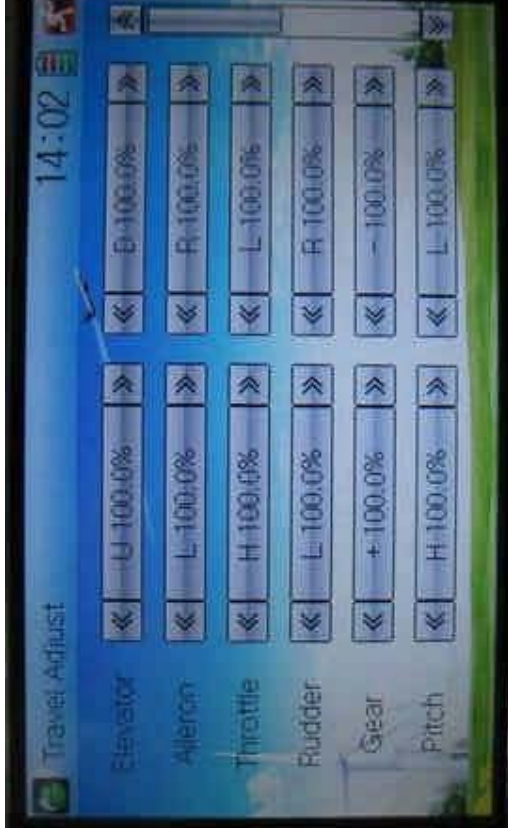 Travel Adjust 14:02
Elevator U 100.0% D 100.0%
Aileron L 100.0% R 100.0%
Throttle H 100.0% L 100.0%
Rudder L 100.0% R 100.0%
Gear + 100.0% - 100.0%
Pitch H 100.0% L 100.0%